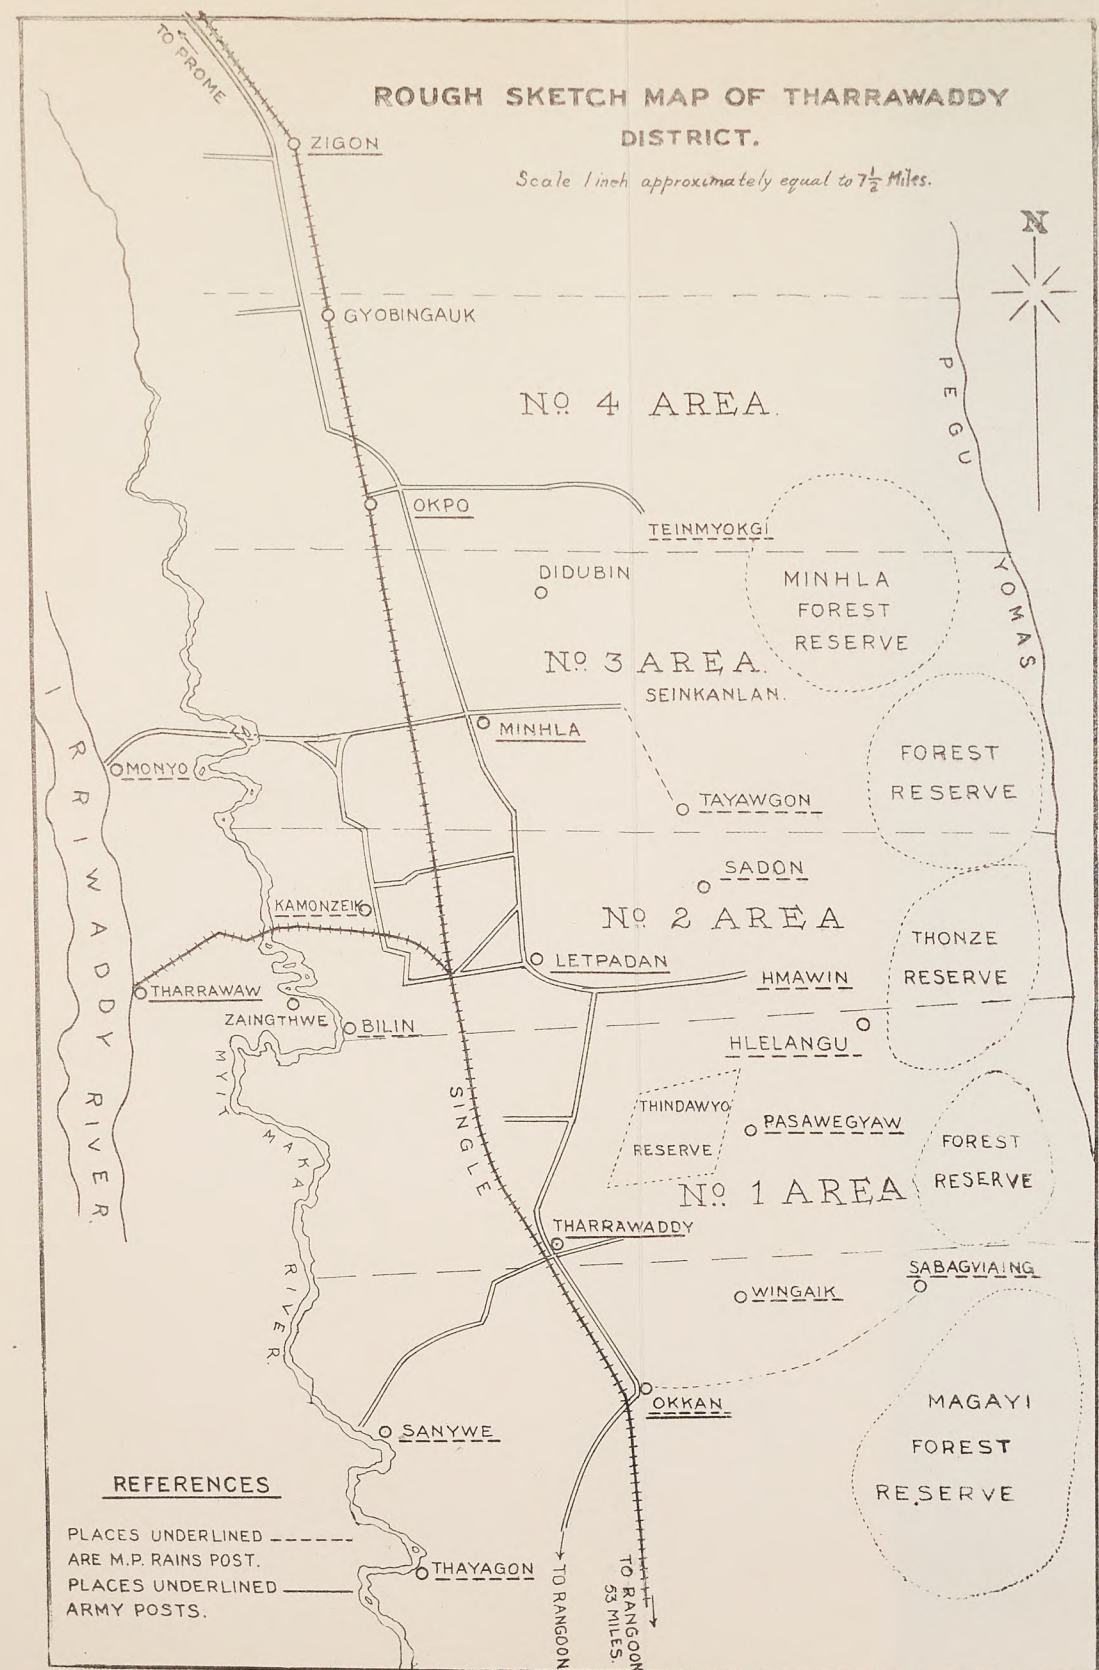 TO PROME
ROUGH SKETCH MAP OF THARRAWADDY
DISTRICT.
Scale 1 inch approximately equal to 7½ Miles.
ZIGON
N
GYOBINGAUK
PEGU YOMAS
Nº 4 AREA.
OKPO
TEINMYOKGI
DIDUBIN
MINHLA
FOREST
RESERVE
Nº 3 AREA.
SEINKANLAN.
MINHLA
MONYO
FOREST
RESERVE
TAYAWGON
IRRIWADDY RIVER.
SADON
KAMONZEIK
Nº 2 AREA
THONZE
RESERVE
LETPADAN
HMAWIN
THARRAWAW
ZAINGTHWE
BILIN
HLELANGU
MYIT MAKA RIVER.
SINGLE
THINDAWYO
RESERVE
PASAWEGYAW
FOREST
RESERVE
Nº 1 AREA
THARRAWADDY
SABAGVIAING
WINGAIK
OKKAN
MAGAYI
FOREST
RESERVE
SANYWE
REFERENCES
PLACES UNDERLINED
ARE M.P. RAINS POST.
PLACES UNDERLINED
ARMY POSTS.
THAYAGON
TO RANGOON
TO RANGOON
53 MILES.